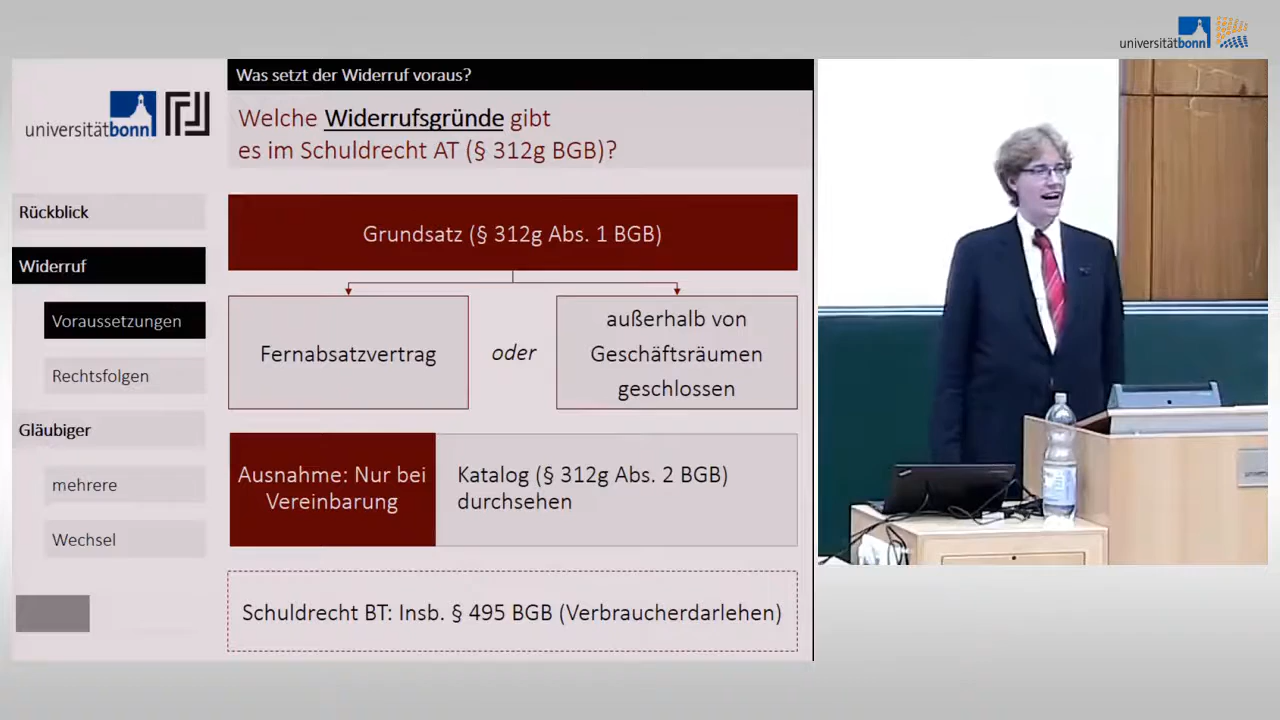 universitätbonn
Was setzt der Widerruf voraus?
universitätbonn
Welche Widerrufsgründe gibt
es im Schuldrecht AT (§ 312g BGB)?
Rückblick
Widerruf
Voraussetzungen
Rechtsfolgen
Gläubiger
mehrere
Wechsel
Grundsatz (§ 312g Abs. 1 BGB)
Fernabsatzvertrag
oder
außerhalb von
Geschäftsräumen
geschlossen
Ausnahme: Nur bei
Vereinbarung
Katalog (§ 312g Abs. 2 BGB)
durchsehen
Schuldrecht BT: Insb. § 495 BGB (Verbraucherdarlehen)